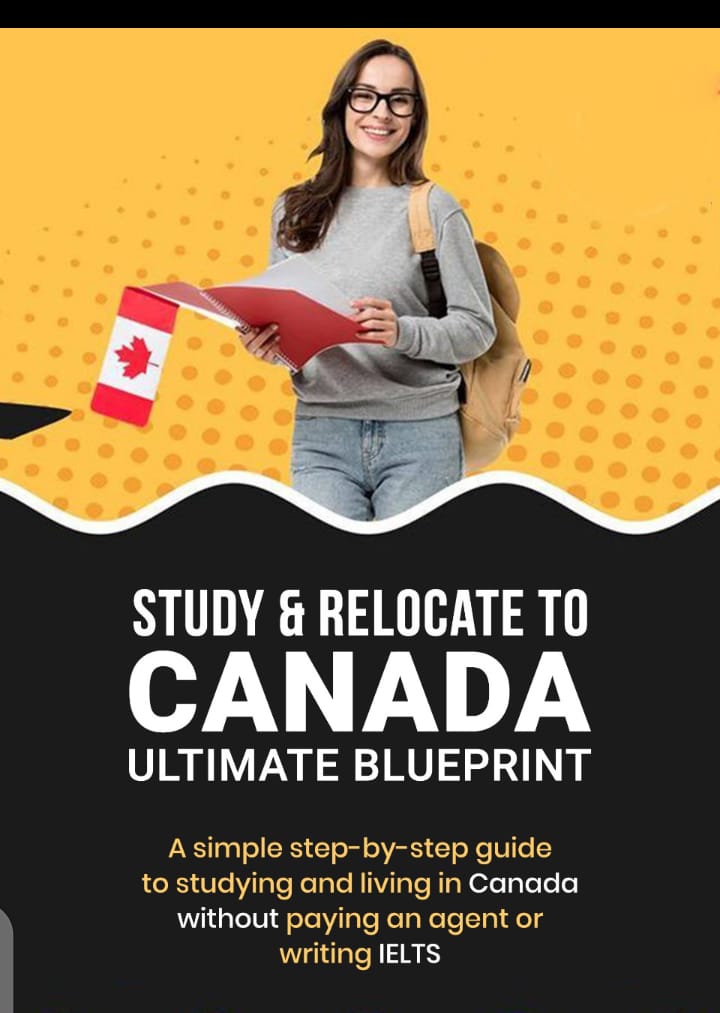 STUDY & RELOCATE TO
CANADA
ULTIMATE BLUEPRINT
A simple step-by-step guide
to studying and living in Canada
without paying an agent or
writing IELTS